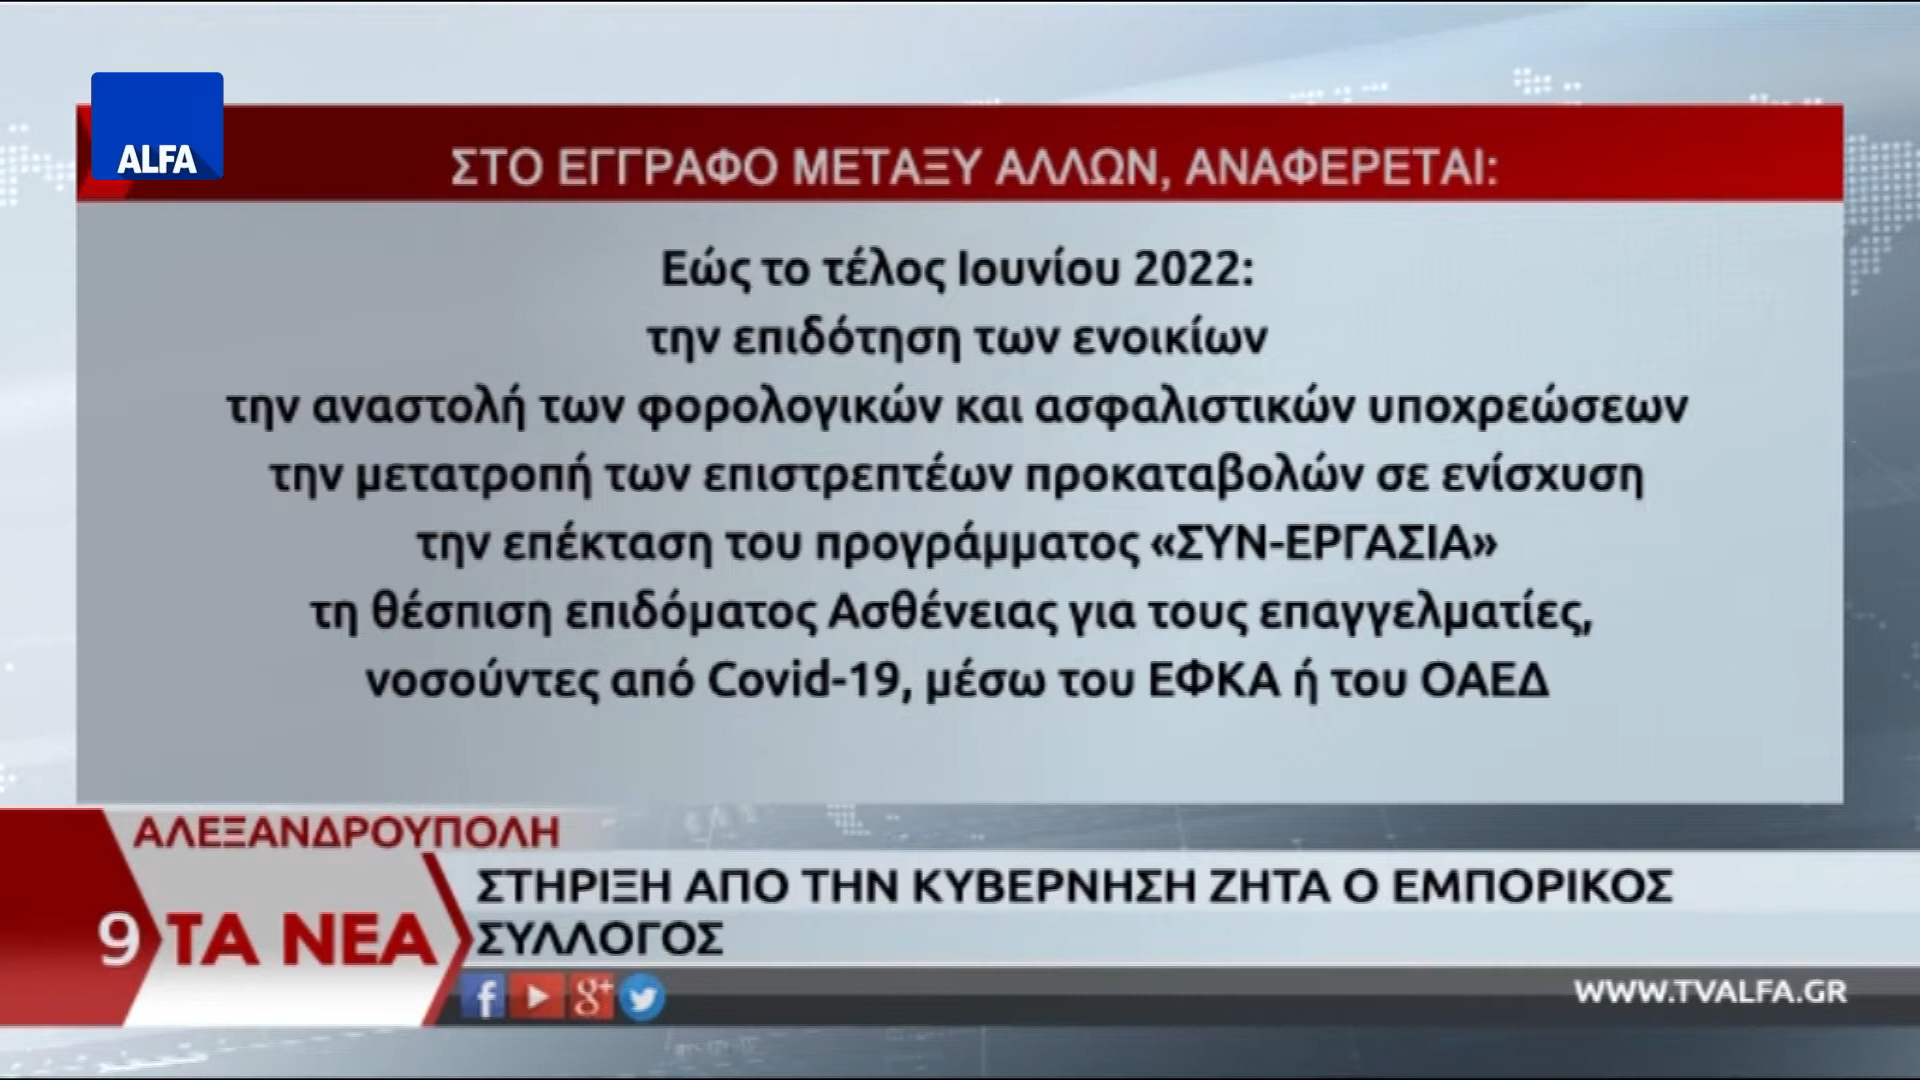 ALFA
ΣΤΟ ΕΓΓΡΑΦΟ ΜΕΤΑΞΥ ΑΛΛΩΝ, ΑΝΑΦΕΡΕΤΑΙ:
Εώς το τέλος Ιουνίου 2022:
την επιδότηση των ενοικίων
την αναστολή των φορολογικών και ασφαλιστικών υποχρεώσεων
την μετατροπή των επιστρεπτέων προκαταβολών σε ενίσχυση
την επέκταση του προγράμματος «ΣΥΝ-ΕΡΓΑΣΙΑ»
τη θέσπιση επιδόματος Ασθένειας για τους επαγγελματίες,
νοσούντες από Covid-19, μέσω του ΕΦΚΑ ή του ΟΑΕΔ
ΑΛΕΞΑΝΔΡΟΥΠΟΛΗ
9 ΤΑ ΝΕΑ
ΣΤΗΡΙΞΗ ΑΠΟ ΤΗΝ ΚΥΒΕΡΝΗΣΗ ΖΗΤΑ Ο ΕΜΠΟΡΙΚΟΣ
ΣΥΛΛΟΓΟΣ
f g+
WWW.TVALFA.GR